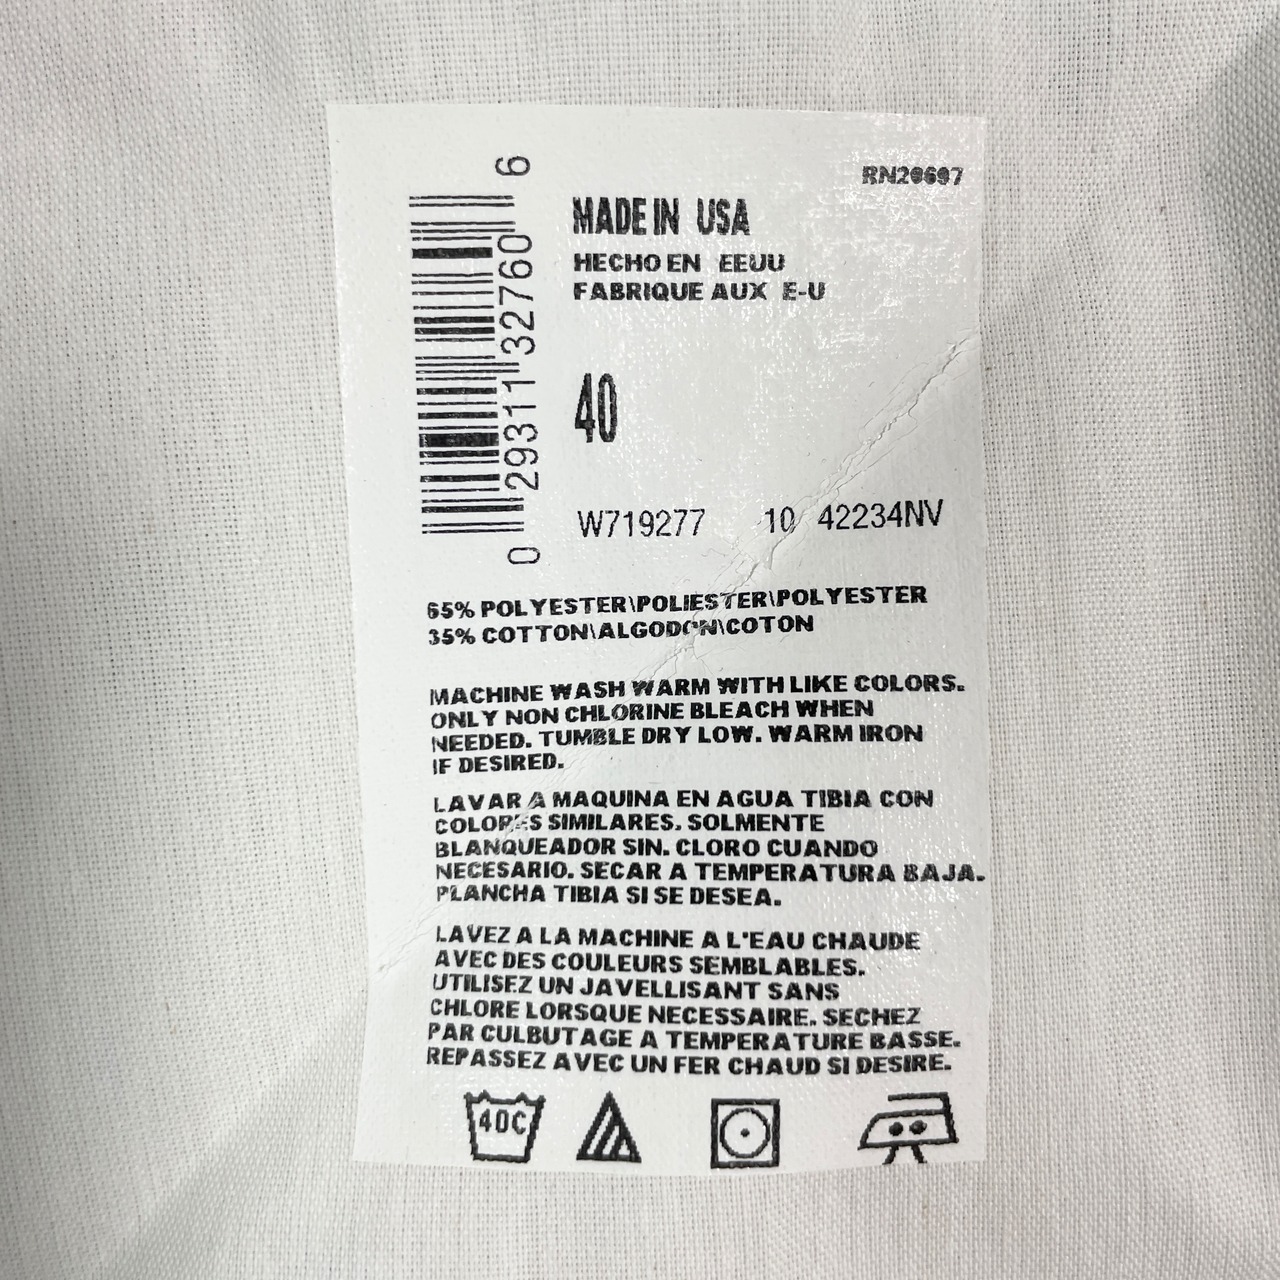 RN20697
MADE IN USA
HECHO EN EEUU
FABRIQUE AUX E-U
0 29311 32760 6
40
W719277 10 42234NV
65% POLYESTER\POLIESTER\POLYESTER
35% COTTON\ALGODON\COTON
MACHINE WASH WARM WITH LIKE COLORS.
ONLY NON CHLORINE BLEACH WHEN
NEEDED. TUMBLE DRY LOW. WARM IRON
IF DESIRED.
LAVAR A MAQUINA EN AGUA TIBIA CON
COLORES SIMILARES. SOLMENTE
BLANQUEADOR SIN. CLORO CUANDO
NECESARIO. SECAR A TEMPERATURA BAJA.
PLANCHA TIBIA SI SE DESEA.
LAVEZ A LA MACHINE A L'EAU CHAUDE
AVEC DES COULEURS SEMBLABLES.
UTILISEZ UN JAVELLISANT SANS
CHLORE LORSQUE NECESSAIRE. SECHEZ
PAR CULBUTAGE A TEMPERATURE BASSE.
REPASSEZ AVEC UN FER CHAUD SI DESIRE.
40C